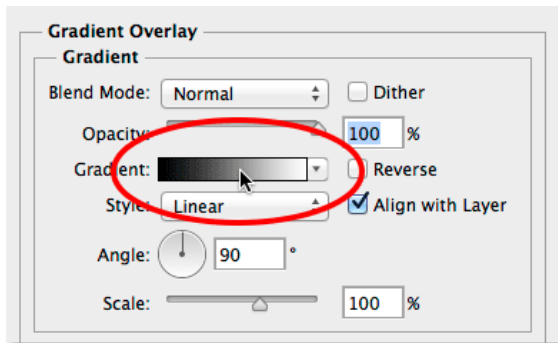 Gradient Overlay
Gradient
Blend Mode: Normal Dither
Opacity: 100 %
Gradient: Reverse
Style: Linear Align with Layer
Angle: 90 °
Scale: 100 %